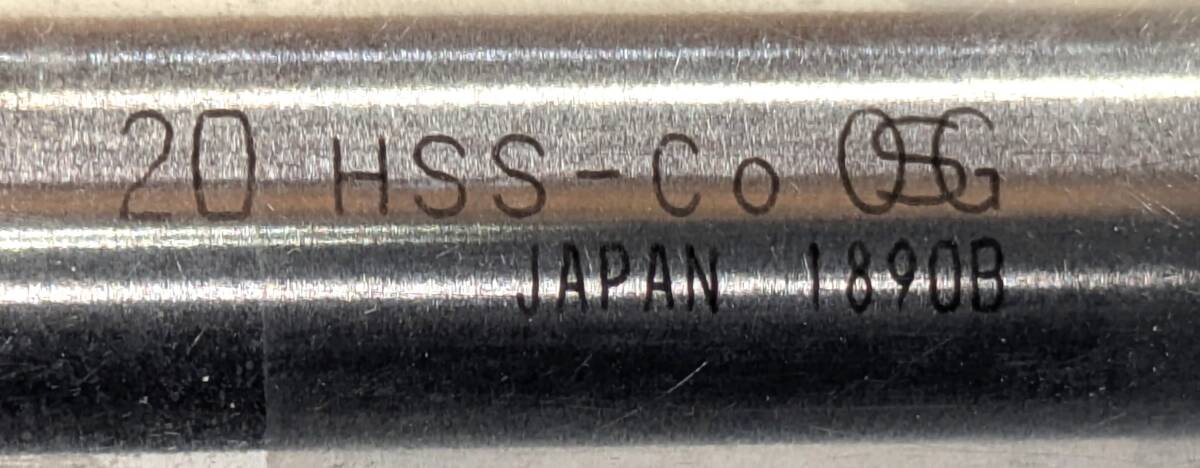 20 HSS-Co OSG
JAPAN 1890B